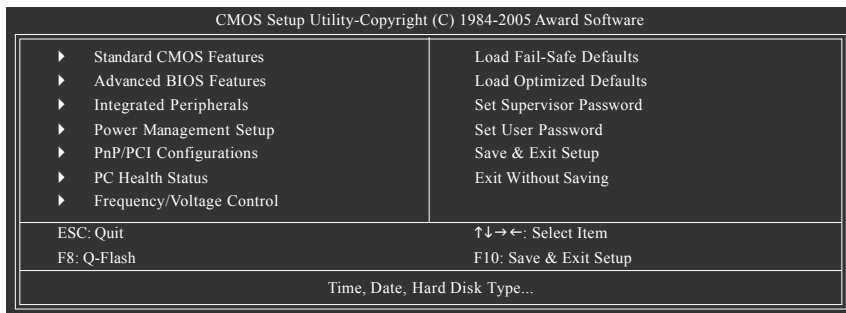 CMOS Setup Utility-Copyright (C) 1984-2005 Award Software
Standard CMOS Features
Advanced BIOS Features
Integrated Peripherals
Power Management Setup
PnP/PCI Configurations
PC Health Status
Frequency/Voltage Control
Load Fail-Safe Defaults
Load Optimized Defaults
Set Supervisor Password
Set User Password
Save & Exit Setup
Exit Without Saving
ESC: Quit
↑↓→←: Select Item
F8: Q-Flash
F10: Save & Exit Setup
Time, Date, Hard Disk Type...